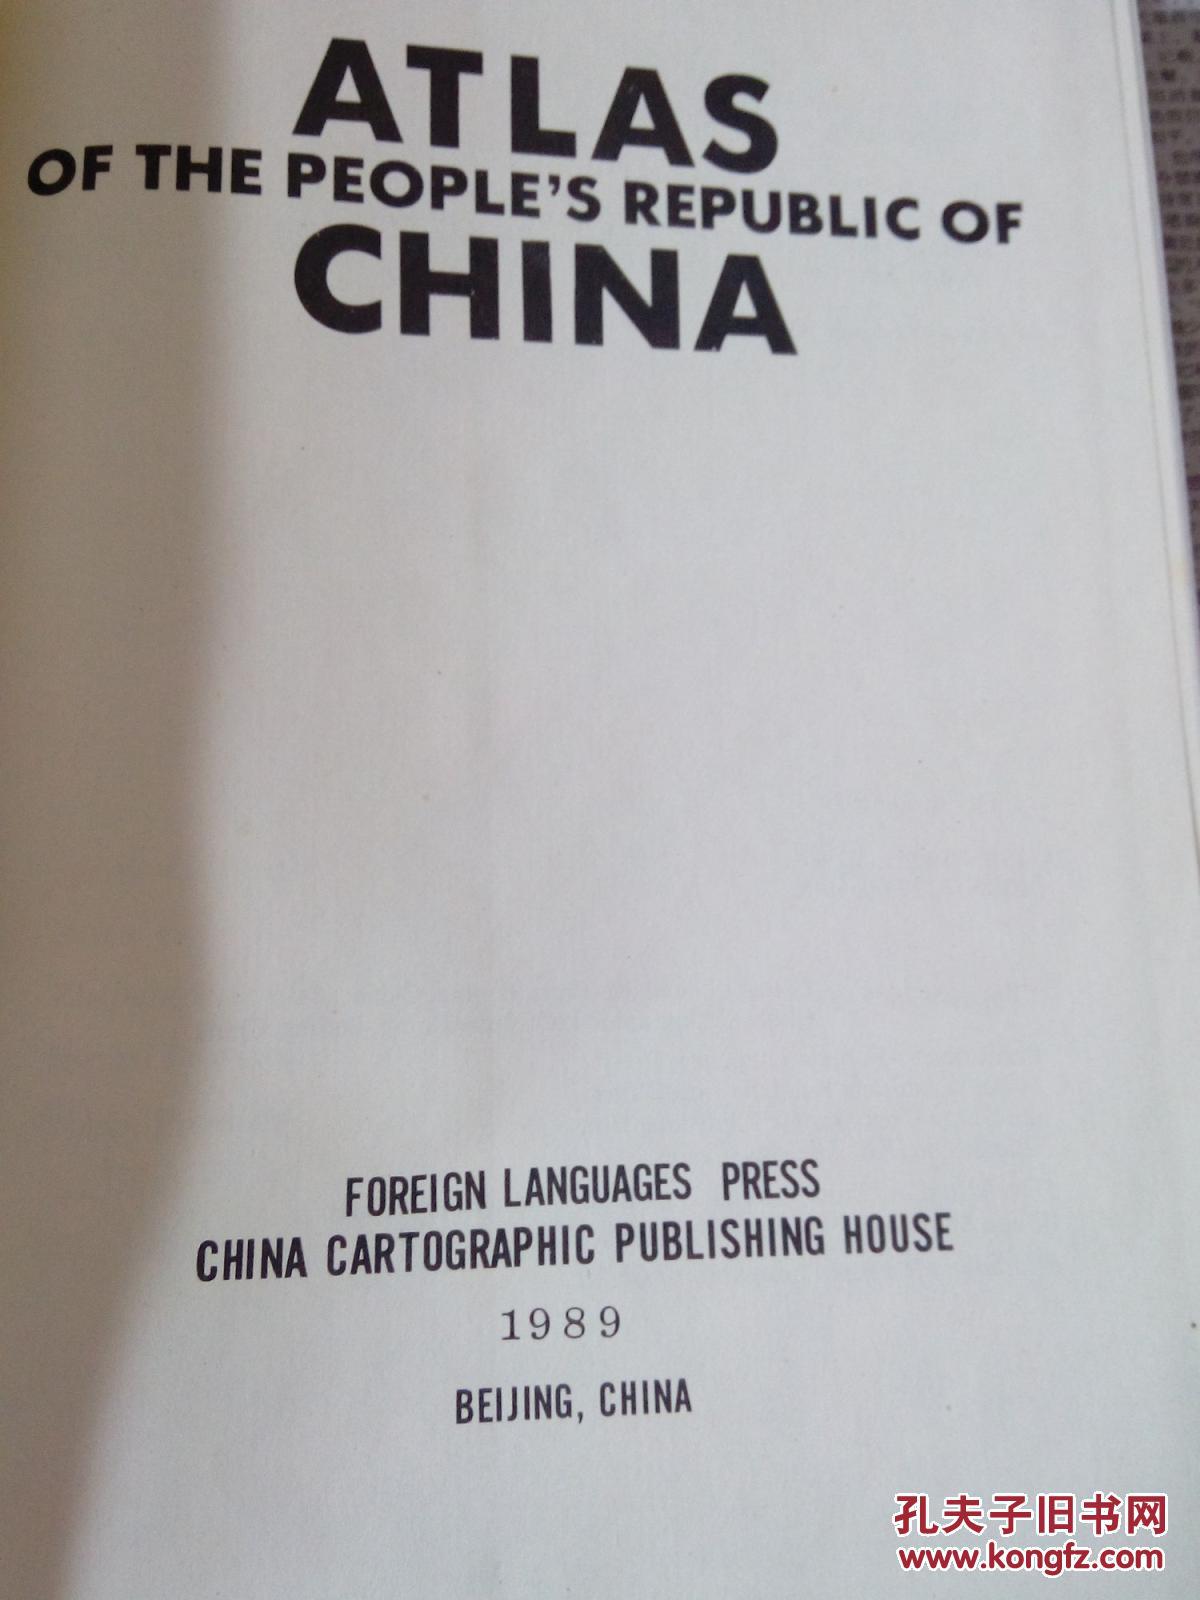 ATLAS
OF THE PEOPLE'S REPUBLIC OF
CHINA
FOREIGN LANGUAGES PRESS
CHINA CARTOGRAPHIC PUBLISHING HOUSE
1989
BEIJING, CHINA
孔夫子旧书网
www.kongfz.com